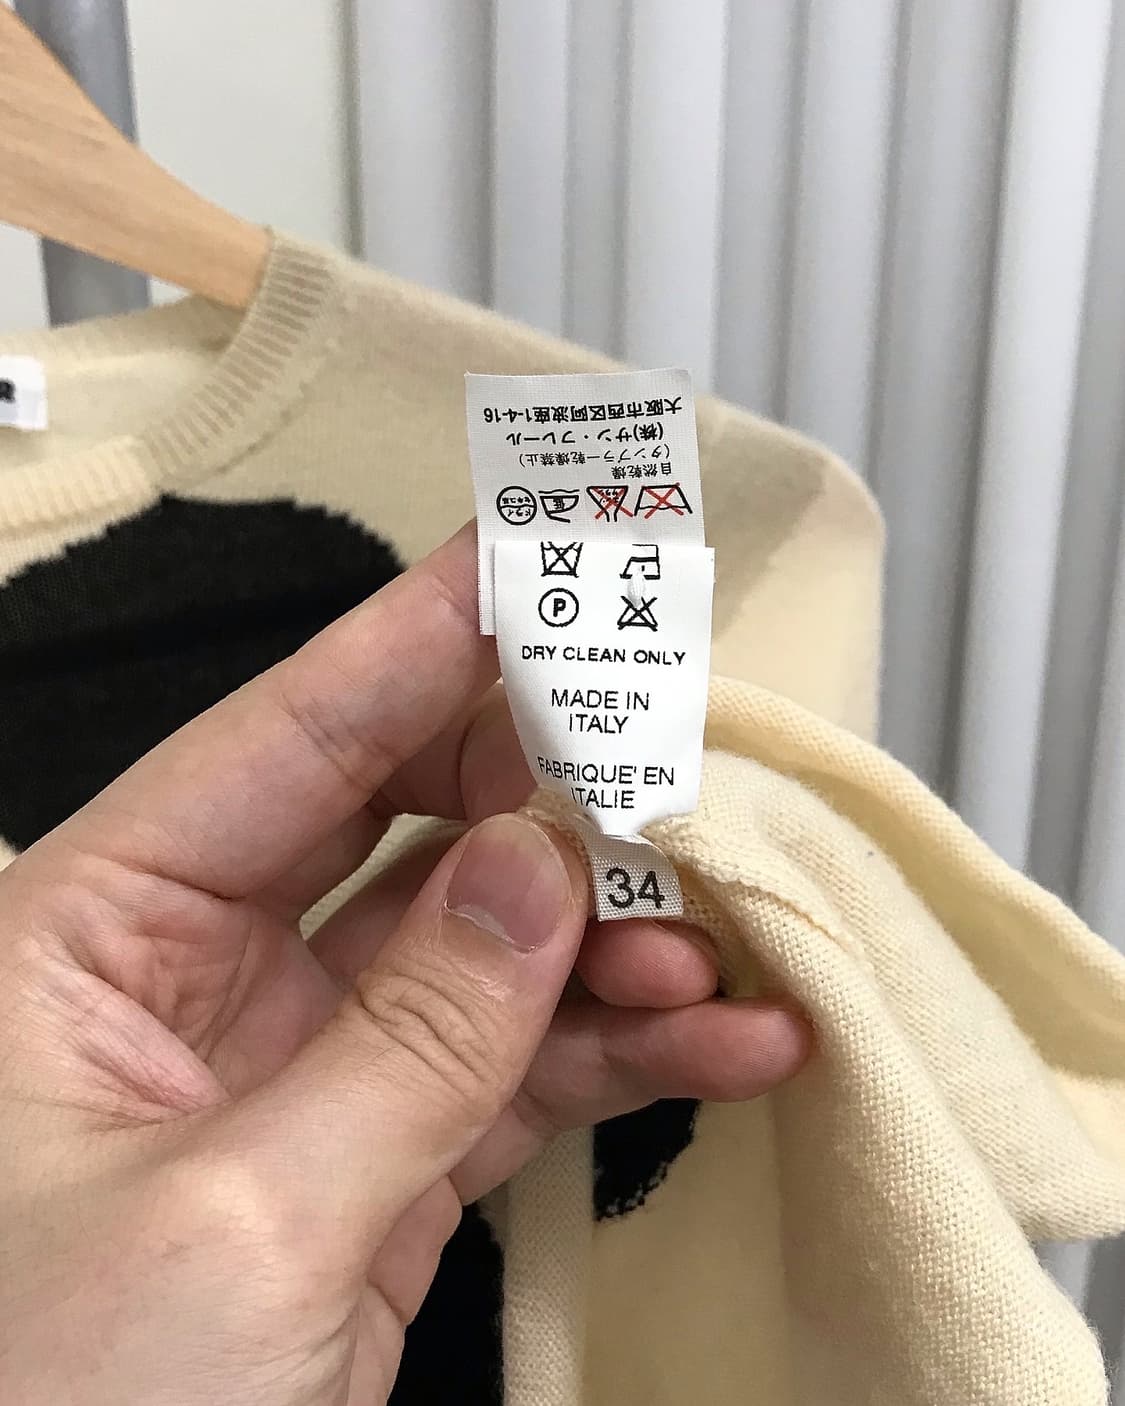 R
大阪市西区阿波座1-4-16
(株)サン・フレール
(タンブラー乾燥禁止)
自然乾燥
P
DRY CLEAN ONLY
MADE IN
ITALY
FABRIQUE' EN
ITALIE
34